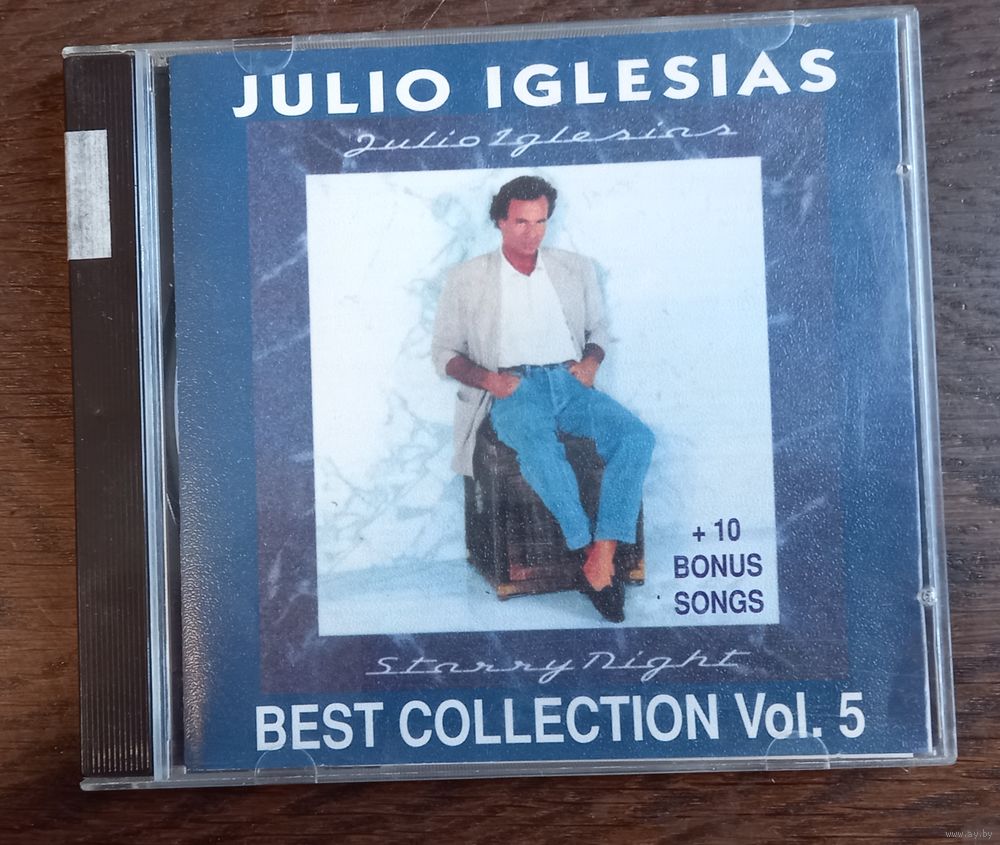 JULIO IGLESIAS
Julio Iglesias
+ 10
BONUS
SONGS
Starry Night
BEST COLLECTION Vol. 5
www.ay.by